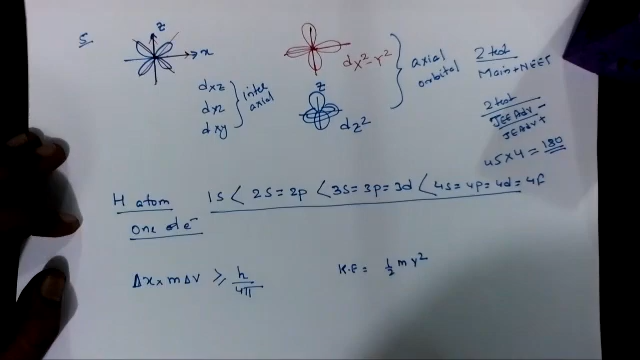 5
z
x
dxz
dyz
dxy
inter
axial
dx²-y²
z
dz²
axial
orbital
2 test
Main + NEET
2 test
JEE Adv -
JEE Adv +
45 × 4 = 180
H atom
one e⁻
1s < 2s = 2p < 3s = 3p = 3d < 4s = 4p = 4d = 4f
Δx × mΔv ≥ h/4π
K.E = ½ mv²